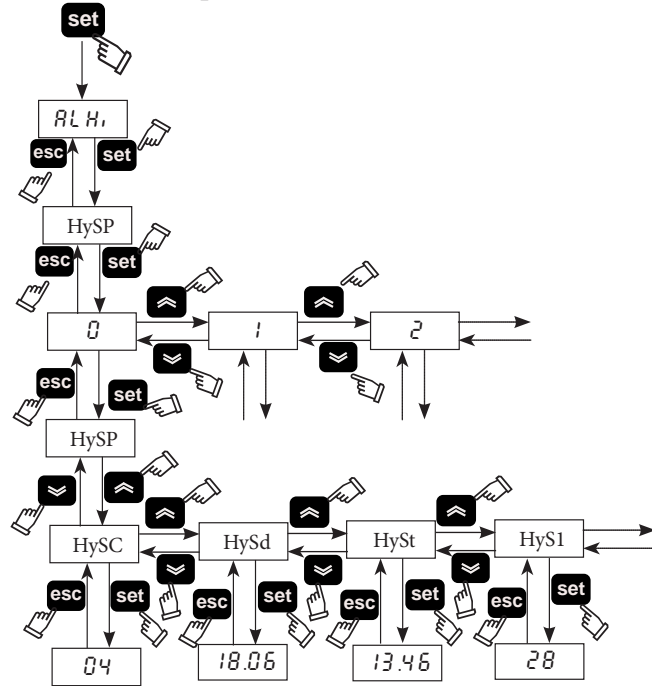 set
ALHi
esc set
HySP
esc set
0 1 2
esc set
HySP
HySC HySd HySt HyS1
esc set esc set esc set esc set
04 18.06 13.46 28